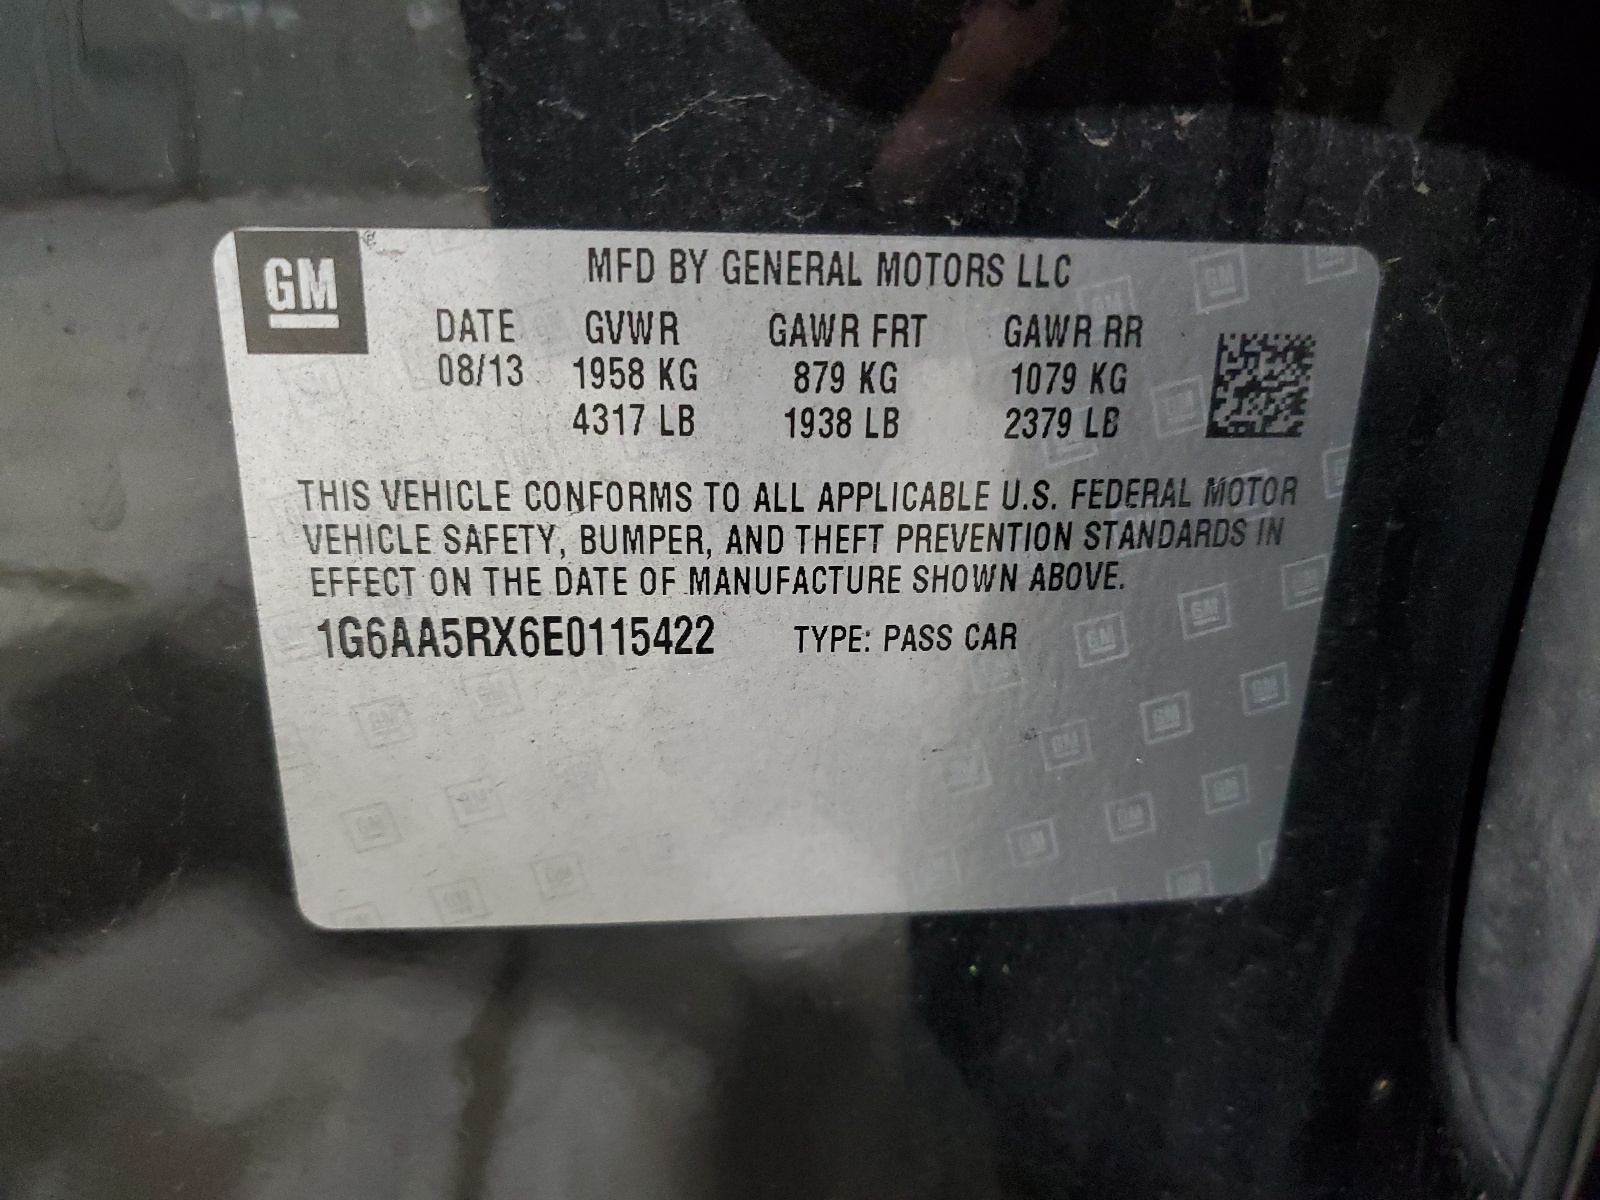 GM
MFD BY GENERAL MOTORS LLC
DATE GVWR GAWR FRT GAWR RR
08/13 1958 KG 879 KG 1079 KG
4317 LB 1938 LB 2379 LB
THIS VEHICLE CONFORMS TO ALL APPLICABLE U.S. FEDERAL MOTOR
VEHICLE SAFETY, BUMPER, AND THEFT PREVENTION STANDARDS IN
EFFECT ON THE DATE OF MANUFACTURE SHOWN ABOVE.
1G6AA5RX6E0115422 TYPE: PASS CAR